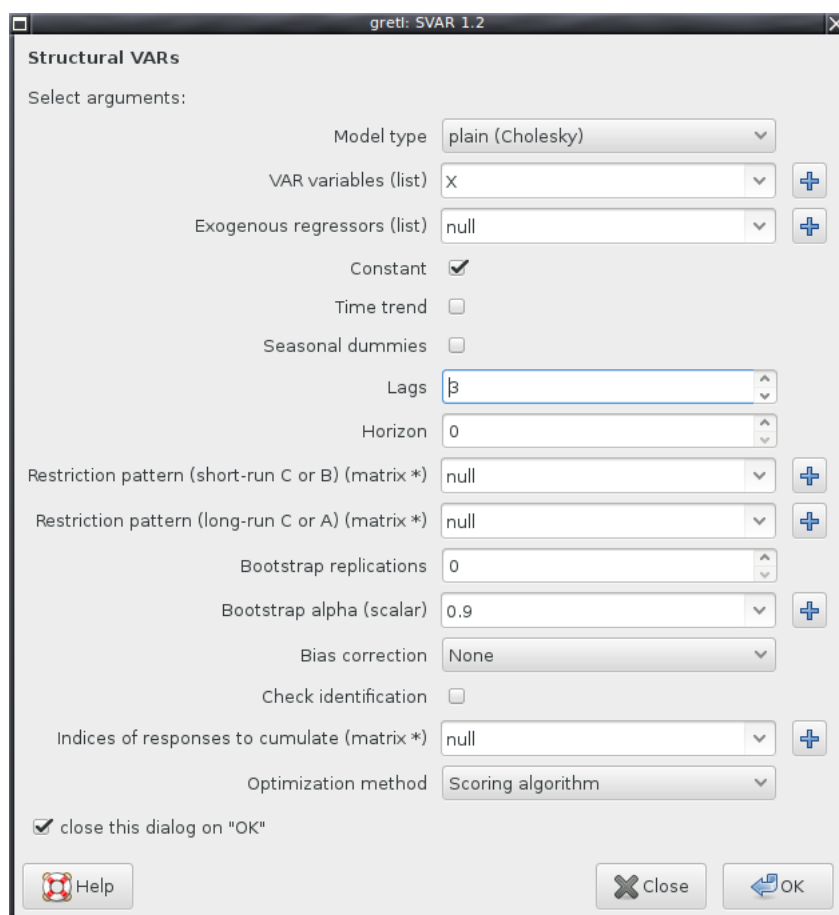 gretl: SVAR 1.2
Structural VARs
Select arguments:
Model type plain (Cholesky)
VAR variables (list) X
Exogenous regressors (list) null
Constant
Time trend
Seasonal dummies
Lags 3
Horizon 0
Restriction pattern (short-run C or B) (matrix *) null
Restriction pattern (long-run C or A) (matrix *) null
Bootstrap replications 0
Bootstrap alpha (scalar) 0.9
Bias correction None
Check identification
Indices of responses to cumulate (matrix *) null
Optimization method Scoring algorithm
close this dialog on "OK"
Help Close OK